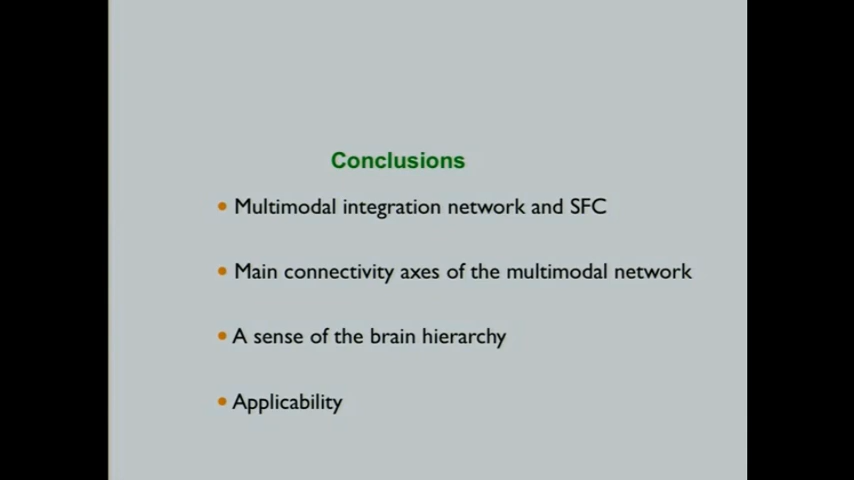 Conclusions
• Multimodal integration network and SFC
• Main connectivity axes of the multimodal network
• A sense of the brain hierarchy
• Applicability